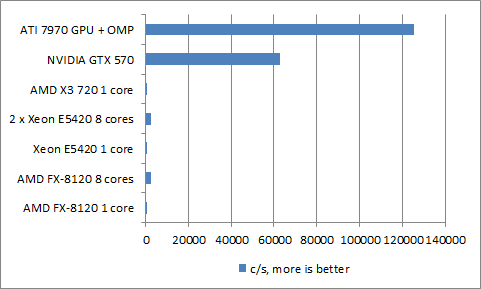 ATI 7970 GPU + OMP
NVIDIA GTX 570
AMD X3 720 1 core
2 x Xeon E5420 8 cores
Xeon E5420 1 core
AMD FX-8120 8 cores
AMD FX-8120 1 core
0 20000 40000 60000 80000 100000 120000 140000
c/s, more is better